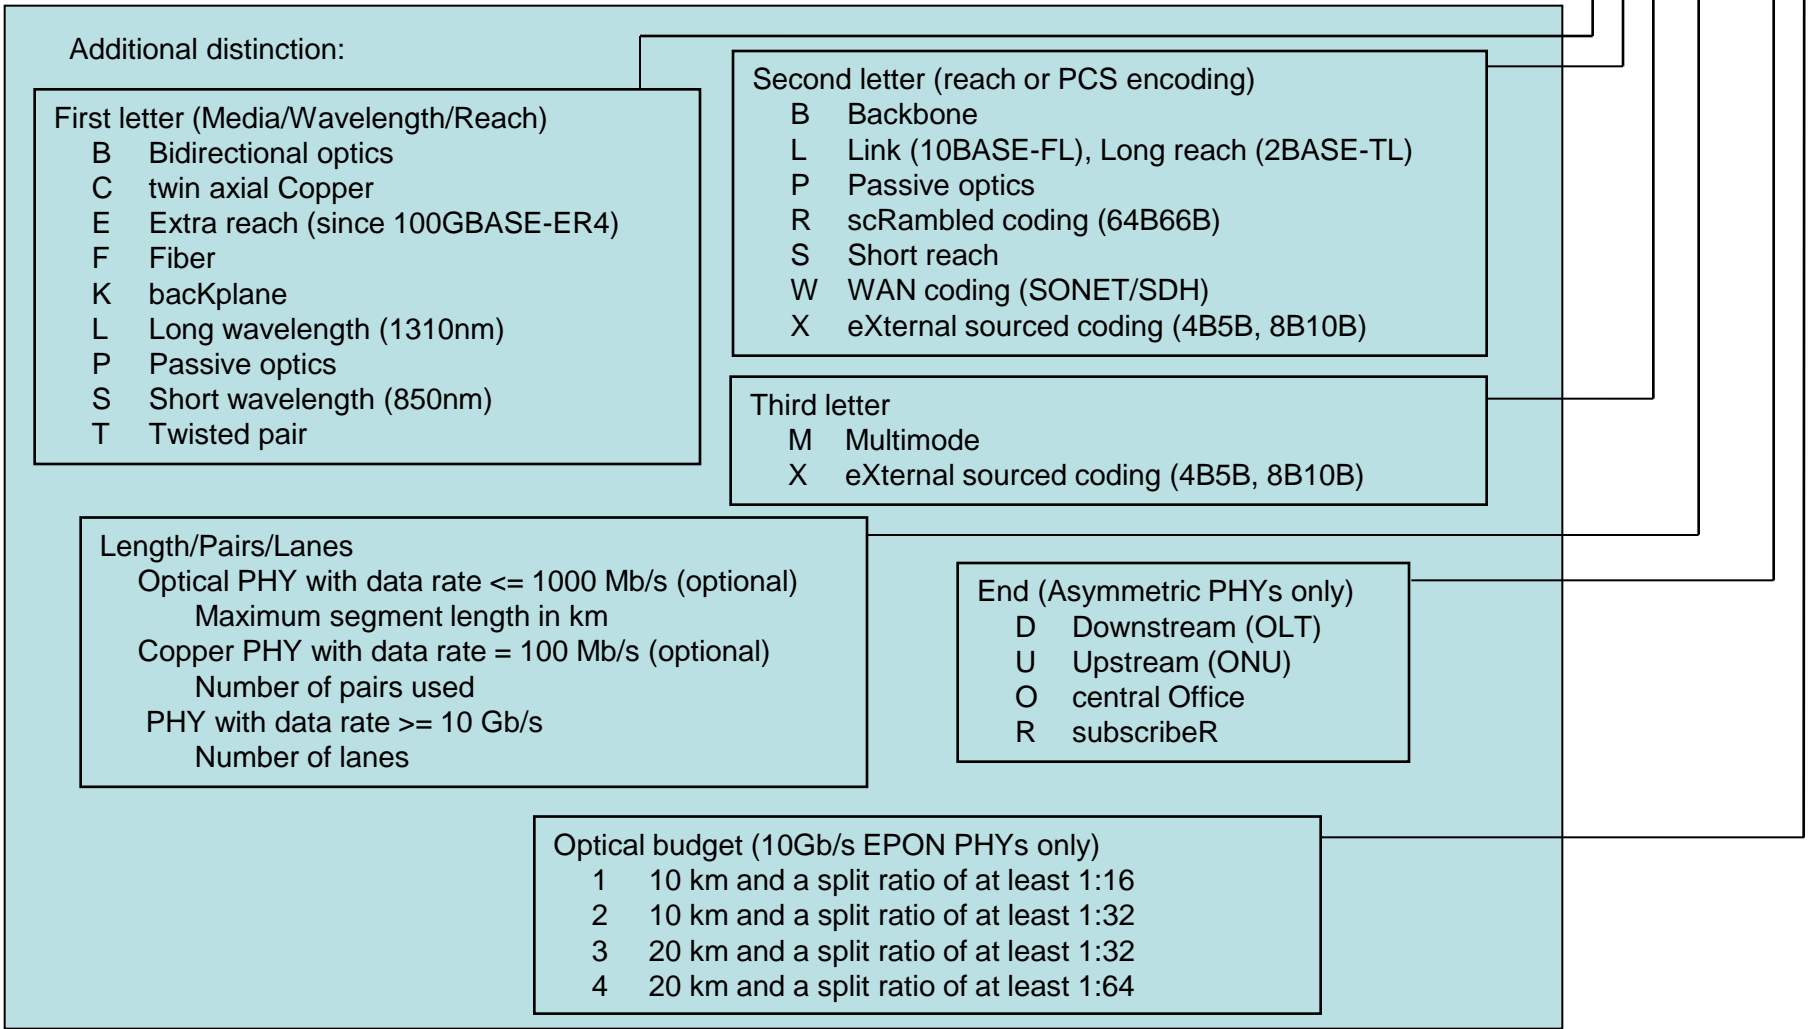 Additional distinction:
First letter (Media/Wavelength/Reach)
B Bidirectional optics
C twin axial Copper
E Extra reach (since 100GBASE-ER4)
F Fiber
K bacKplane
L Long wavelength (1310nm)
P Passive optics
S Short wavelength (850nm)
T Twisted pair
Second letter (reach or PCS encoding)
B Backbone
L Link (10BASE-FL), Long reach (2BASE-TL)
P Passive optics
R scRambled coding (64B66B)
S Short reach
W WAN coding (SONET/SDH)
X eXternal sourced coding (4B5B, 8B10B)
Third letter
M Multimode
X eXternal sourced coding (4B5B, 8B10B)
Length/Pairs/Lanes
Optical PHY with data rate <= 1000 Mb/s (optional)
Maximum segment length in km
Copper PHY with data rate = 100 Mb/s (optional)
Number of pairs used
PHY with data rate >= 10 Gb/s
Number of lanes
End (Asymmetric PHYs only)
D Downstream (OLT)
U Upstream (ONU)
O central Office
R subscribeR
Optical budget (10Gb/s EPON PHYs only)
1 10 km and a split ratio of at least 1:16
2 10 km and a split ratio of at least 1:32
3 20 km and a split ratio of at least 1:32
4 20 km and a split ratio of at least 1:64